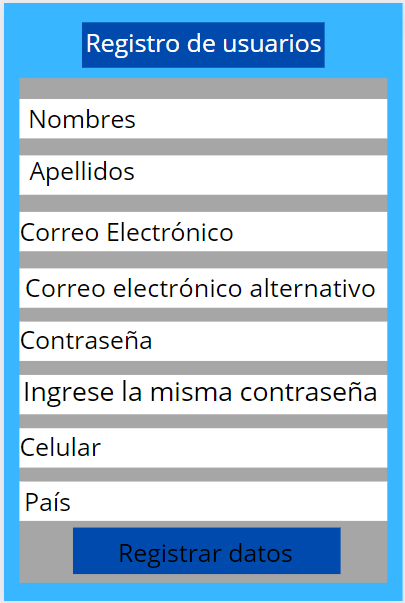 Registro de usuarios
Nombres
Apellidos
Correo Electrónico
Correo electrónico alternativo
Contraseña
Ingrese la misma contraseña
Celular
País
Registrar datos